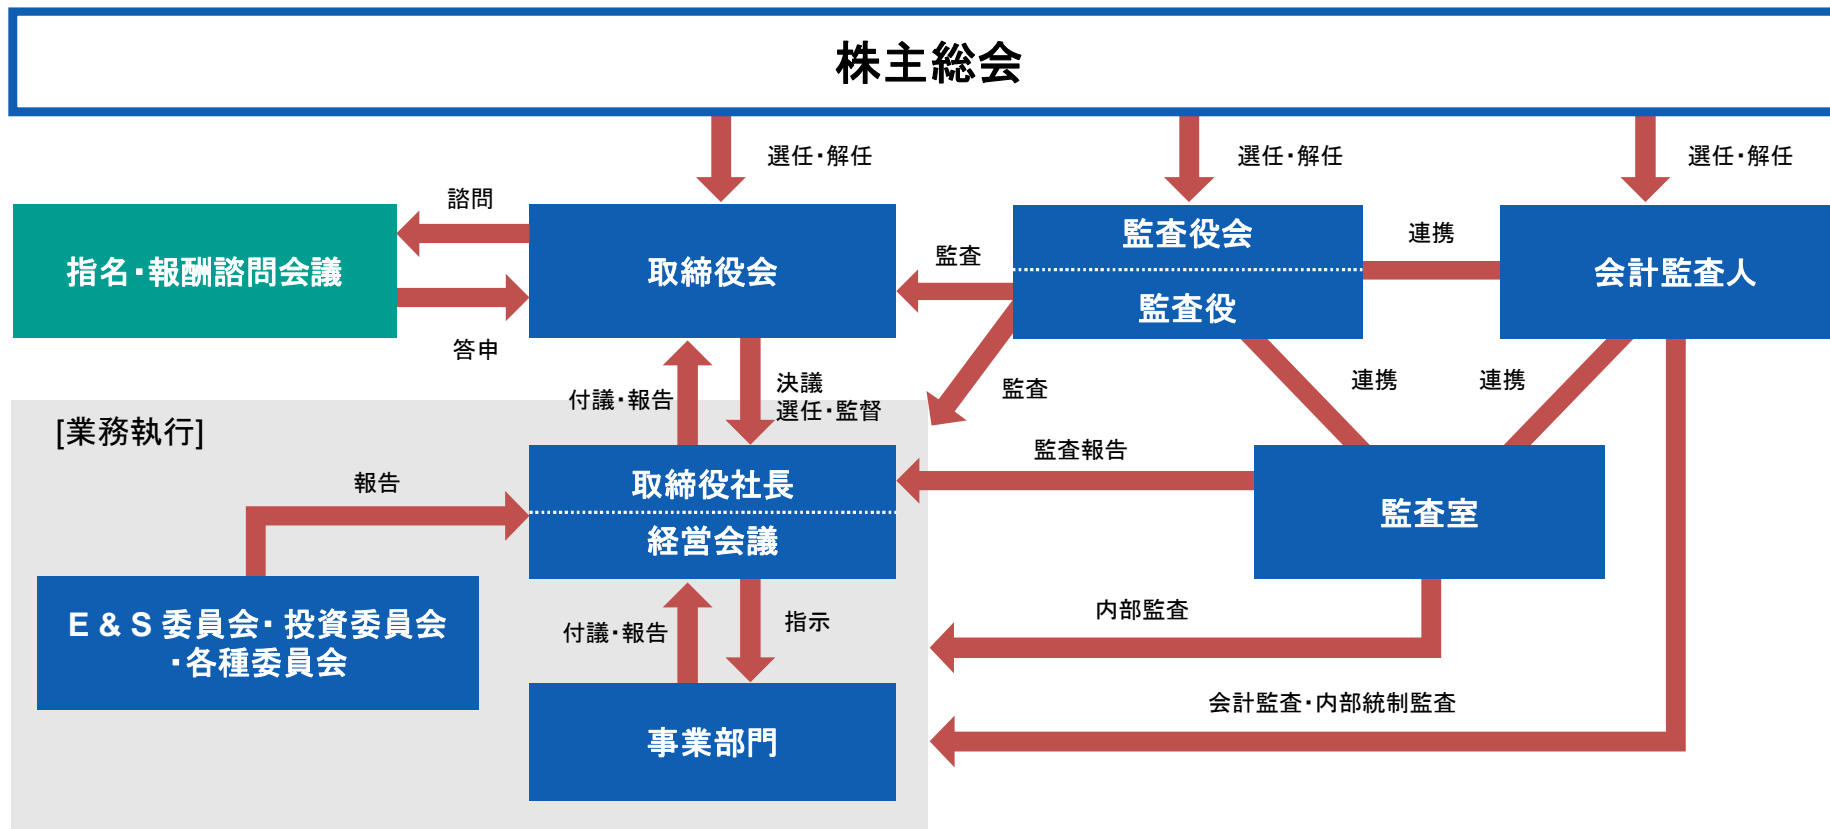 株主総会
選任・解任
選任・解任
選任・解任
諮問
指名・報酬諮問会議
取締役会
監査
監査役会
監査役
連携
会計監査人
答申
付議・報告
決議
選任・監督
監査
連携
連携
[業務執行]
監査報告
報告
取締役社長
経営会議
監査室
E & S 委員会・投資委員会
・各種委員会
付議・報告
指示
内部監査
会計監査・内部統制監査
事業部門